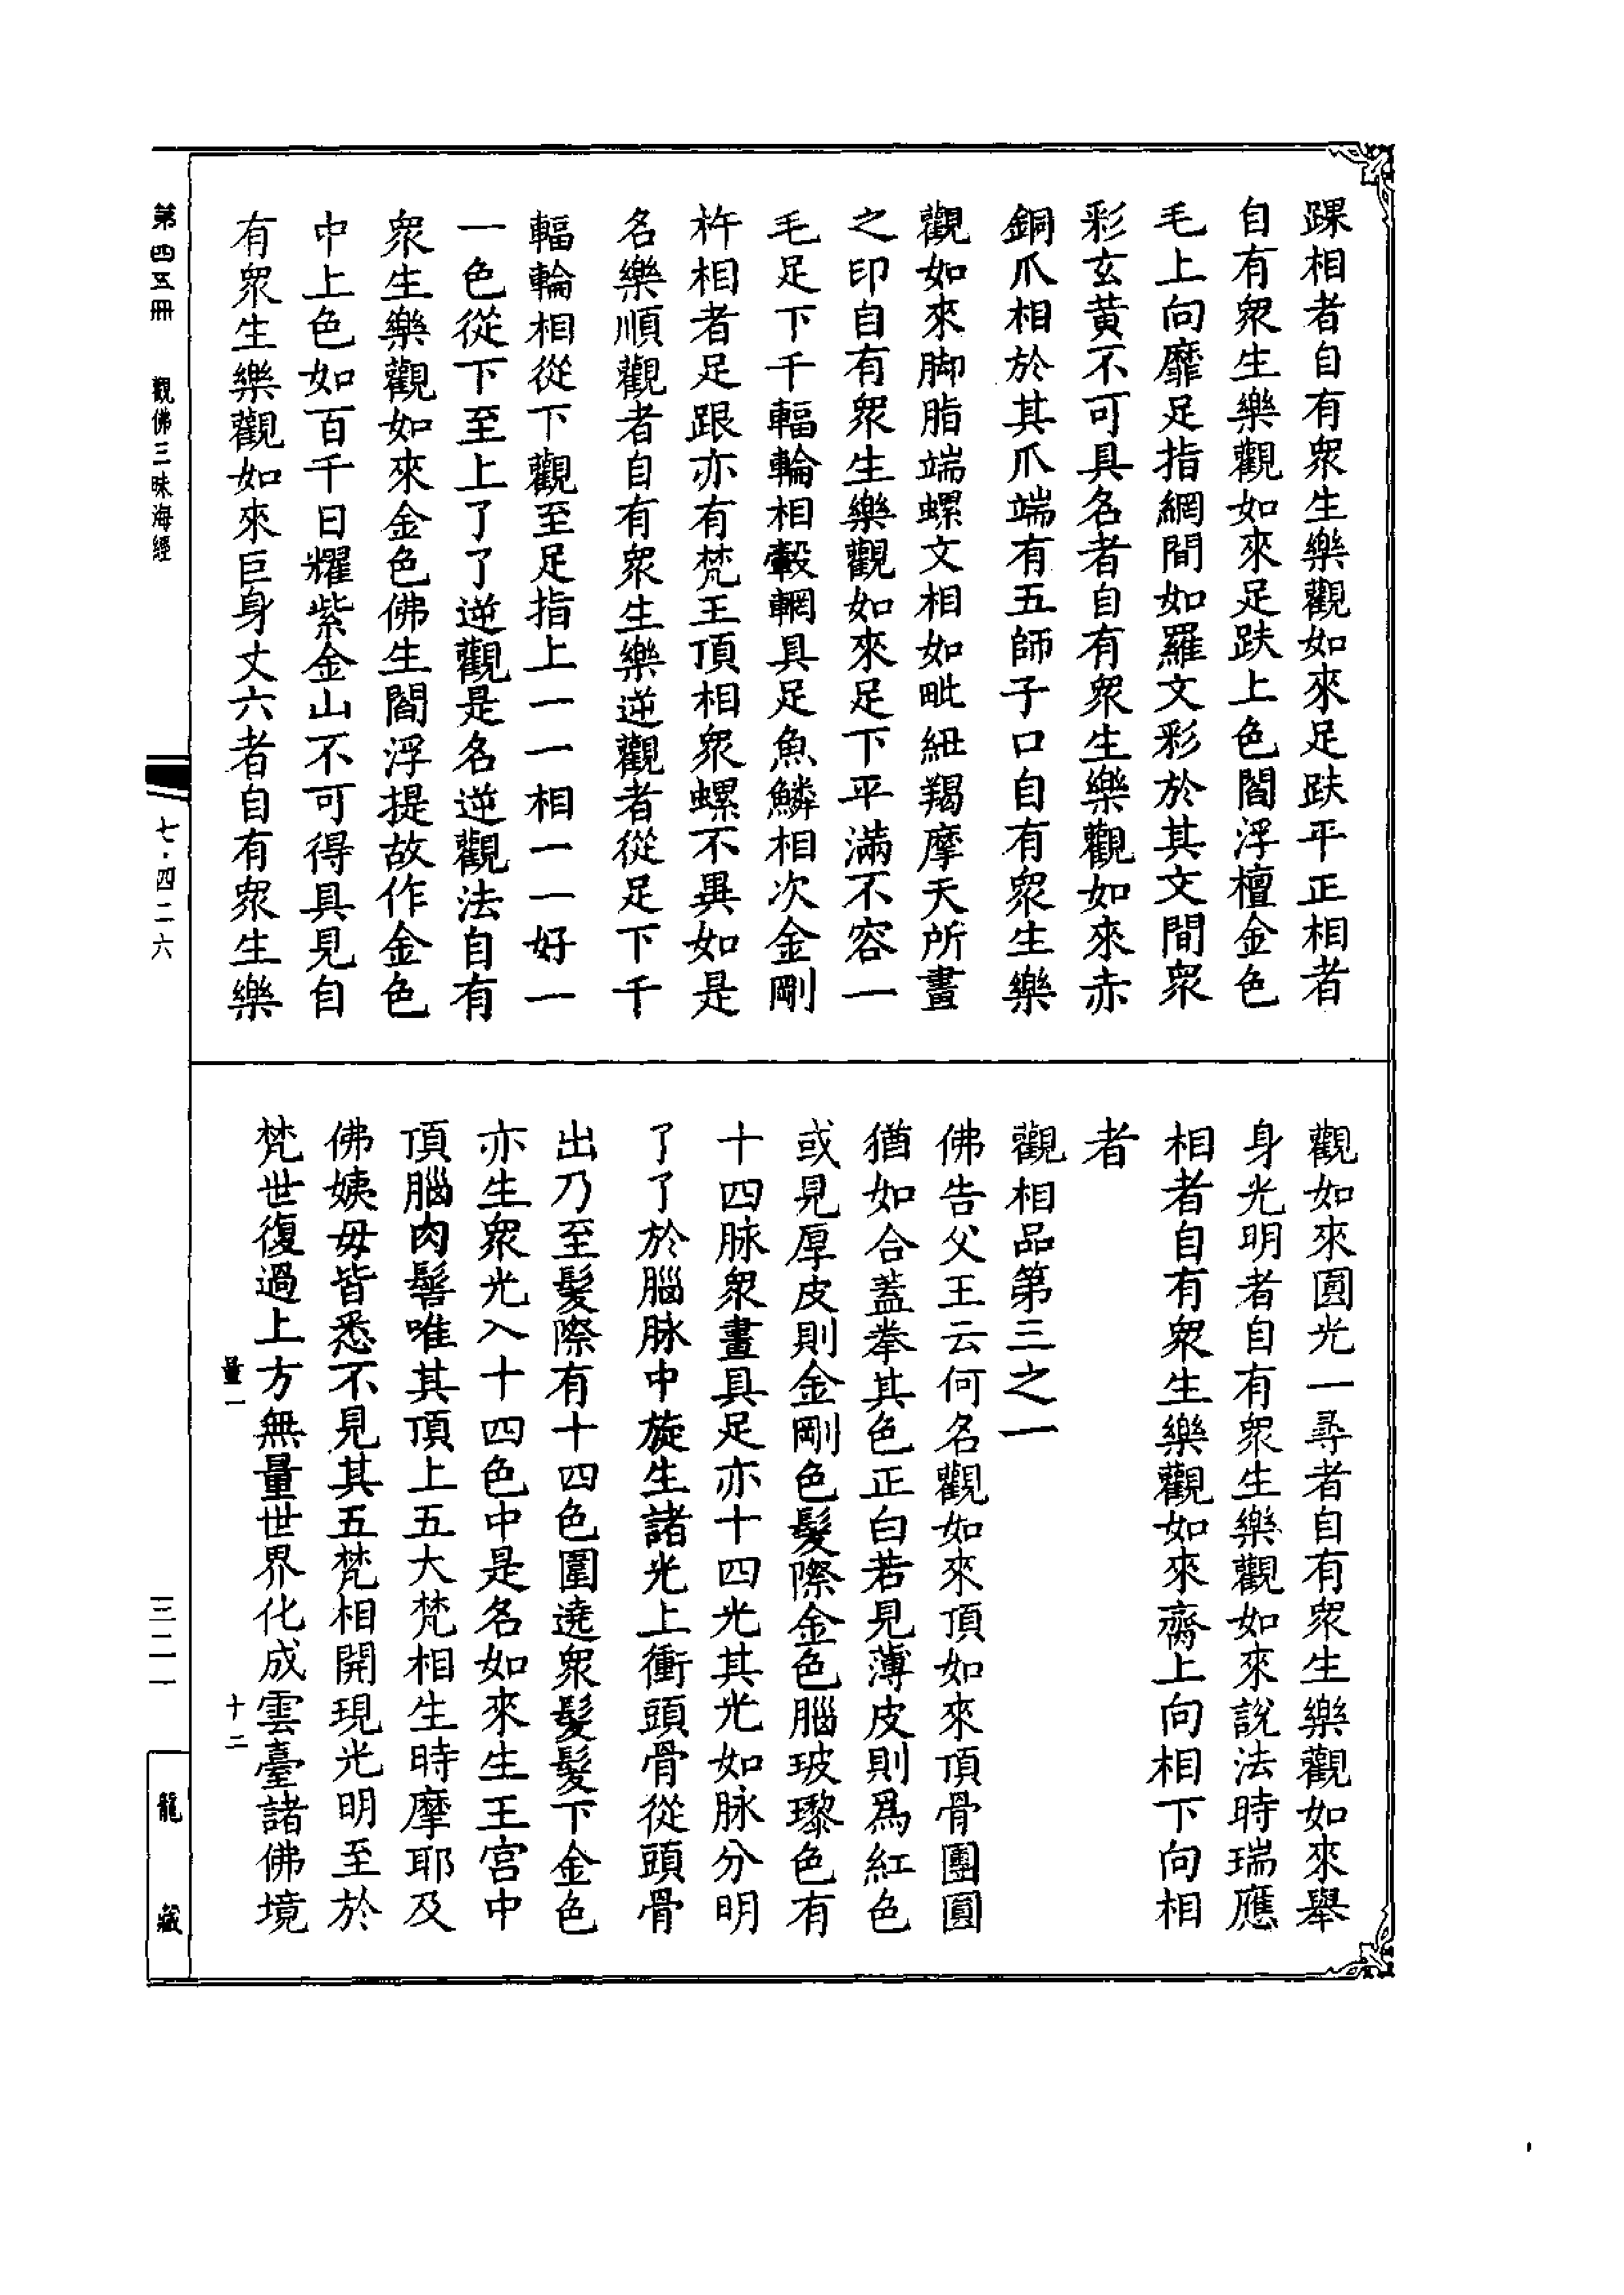 踝相者自有衆生樂觀如來足趺平正相者
自有衆生樂觀如來足趺上色閻浮檀金色
毛上向靡足指網間如羅文彩於其文間衆
彩玄黃不可具名者自有衆生樂觀如來赤
銅爪相於其爪端有五師子口自有衆生樂
觀如來脚脂端螺文相如毗紐羯摩天所畫
之印自有衆生樂觀如來足下平滿不容一
毛足下千輻輪相轂輞具足魚鱗相次金剛
杵相者足跟亦有梵王頂相衆螺不異如是
名樂順觀者自有衆生樂逆觀者從足下千
輻輪相從下觀至足指上一一相一一好一
一色從下至上了了逆觀是名逆觀法自有
衆生樂觀如來金色佛生閻浮提故作金色
中上色如百千日耀紫金山不可得具見自
有衆生樂觀如來巨身丈六者自有衆生樂
觀如來圓光一尋者自有衆生樂觀如來舉
身光明者自有衆生樂觀如來說法時瑞應
相者自有衆生樂觀如來齋上向相下向相
者
觀相品第三之一
佛告父王云何名觀如來頂如來頂骨團圓
猶如合蓋拳其色正白若見薄皮則爲紅色
或見厚皮則金剛色髮際金色腦玻瓈色有
十四脉衆畫具足亦十四光其光如脉分明
了了於腦脉中旋生諸光上衝頭骨從頭骨
出乃至髮際有十四色圍遶衆髮髮下金色
亦生衆光入十四色中是名如來生王宮中
頂腦肉髻唯其頂上五大梵相生時摩耶及
佛姨毋皆悉不見其五梵相開現光明至於
梵世復過上方無量世界化成雲臺諸佛境
量一
十二
第四五冊
觀佛三昧海經
七·四二六
三二一
龍藏